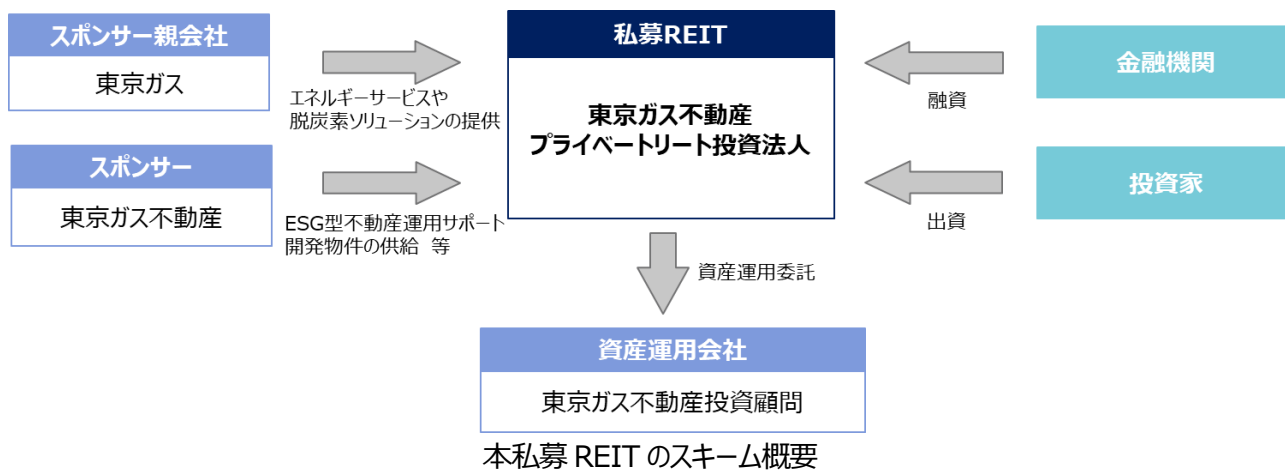 スポンサー親会社
東京ガス
エネルギーサービスや
脱炭素ソリューションの提供
スポンサー
東京ガス不動産
ESG型不動産運用サポート
開発物件の供給 等
私募REIT
東京ガス不動産
プライベートリート投資法人
金融機関
融資
投資家
出資
資産運用委託
資産運用会社
東京ガス不動産投資顧問
本私募 REIT のスキーム概要